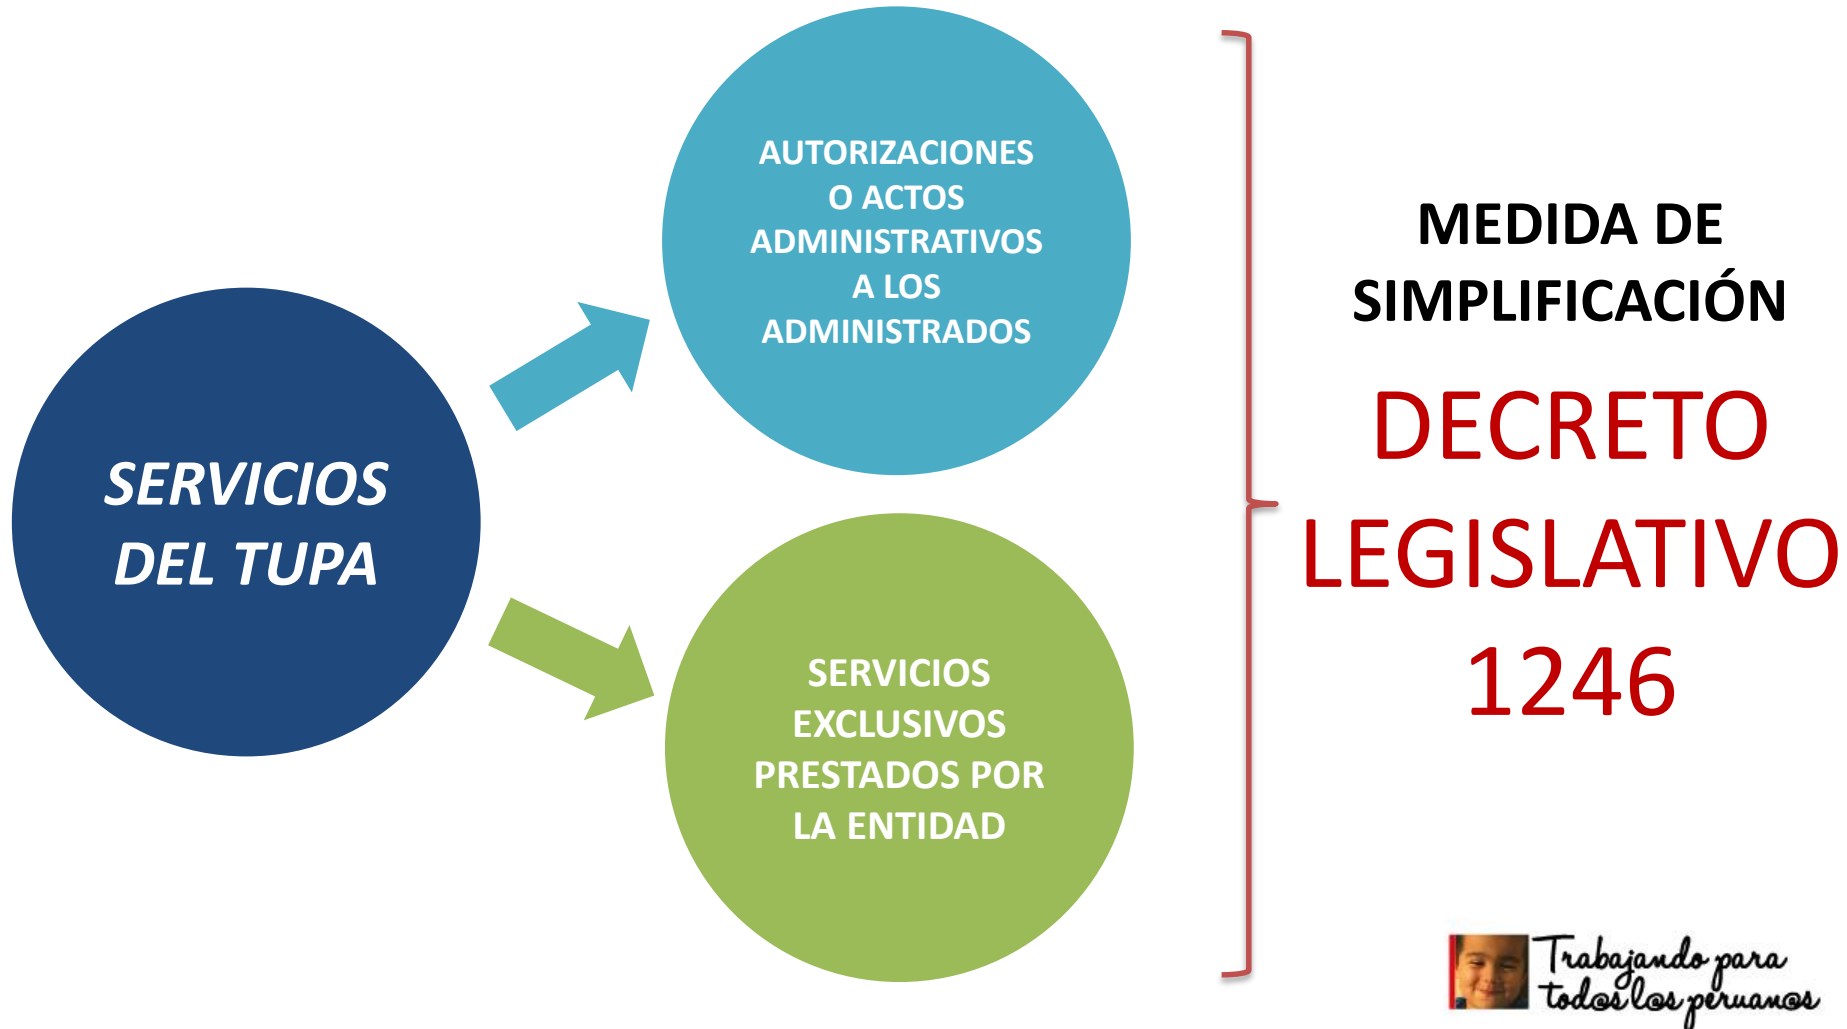 SERVICIOS
DEL TUPA
AUTORIZACIONES
O ACTOS
ADMINISTRATIVOS
A LOS
ADMINISTRADOS
SERVICIOS
EXCLUSIVOS
PRESTADOS POR
LA ENTIDAD
MEDIDA DE
SIMPLIFICACIÓN
DECRETO
LEGISLATIVO
1246
Trabajando para
tod@s l@s peruan@s